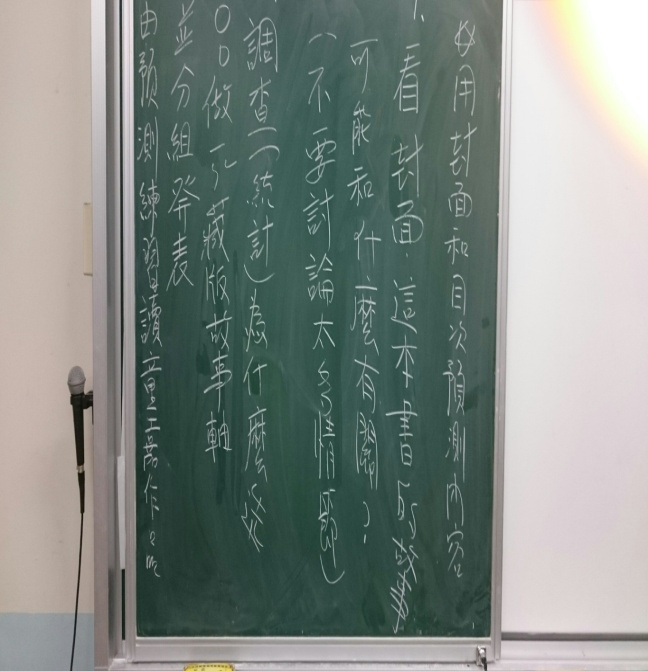 用封面和目次預測內容
1. 看封面,這本書的故事
可能和什麼有關?
(不要討論太多情節)
調查(統計)為什麼
○○做 藏版故事軸
並分組發表
由預測練習讀